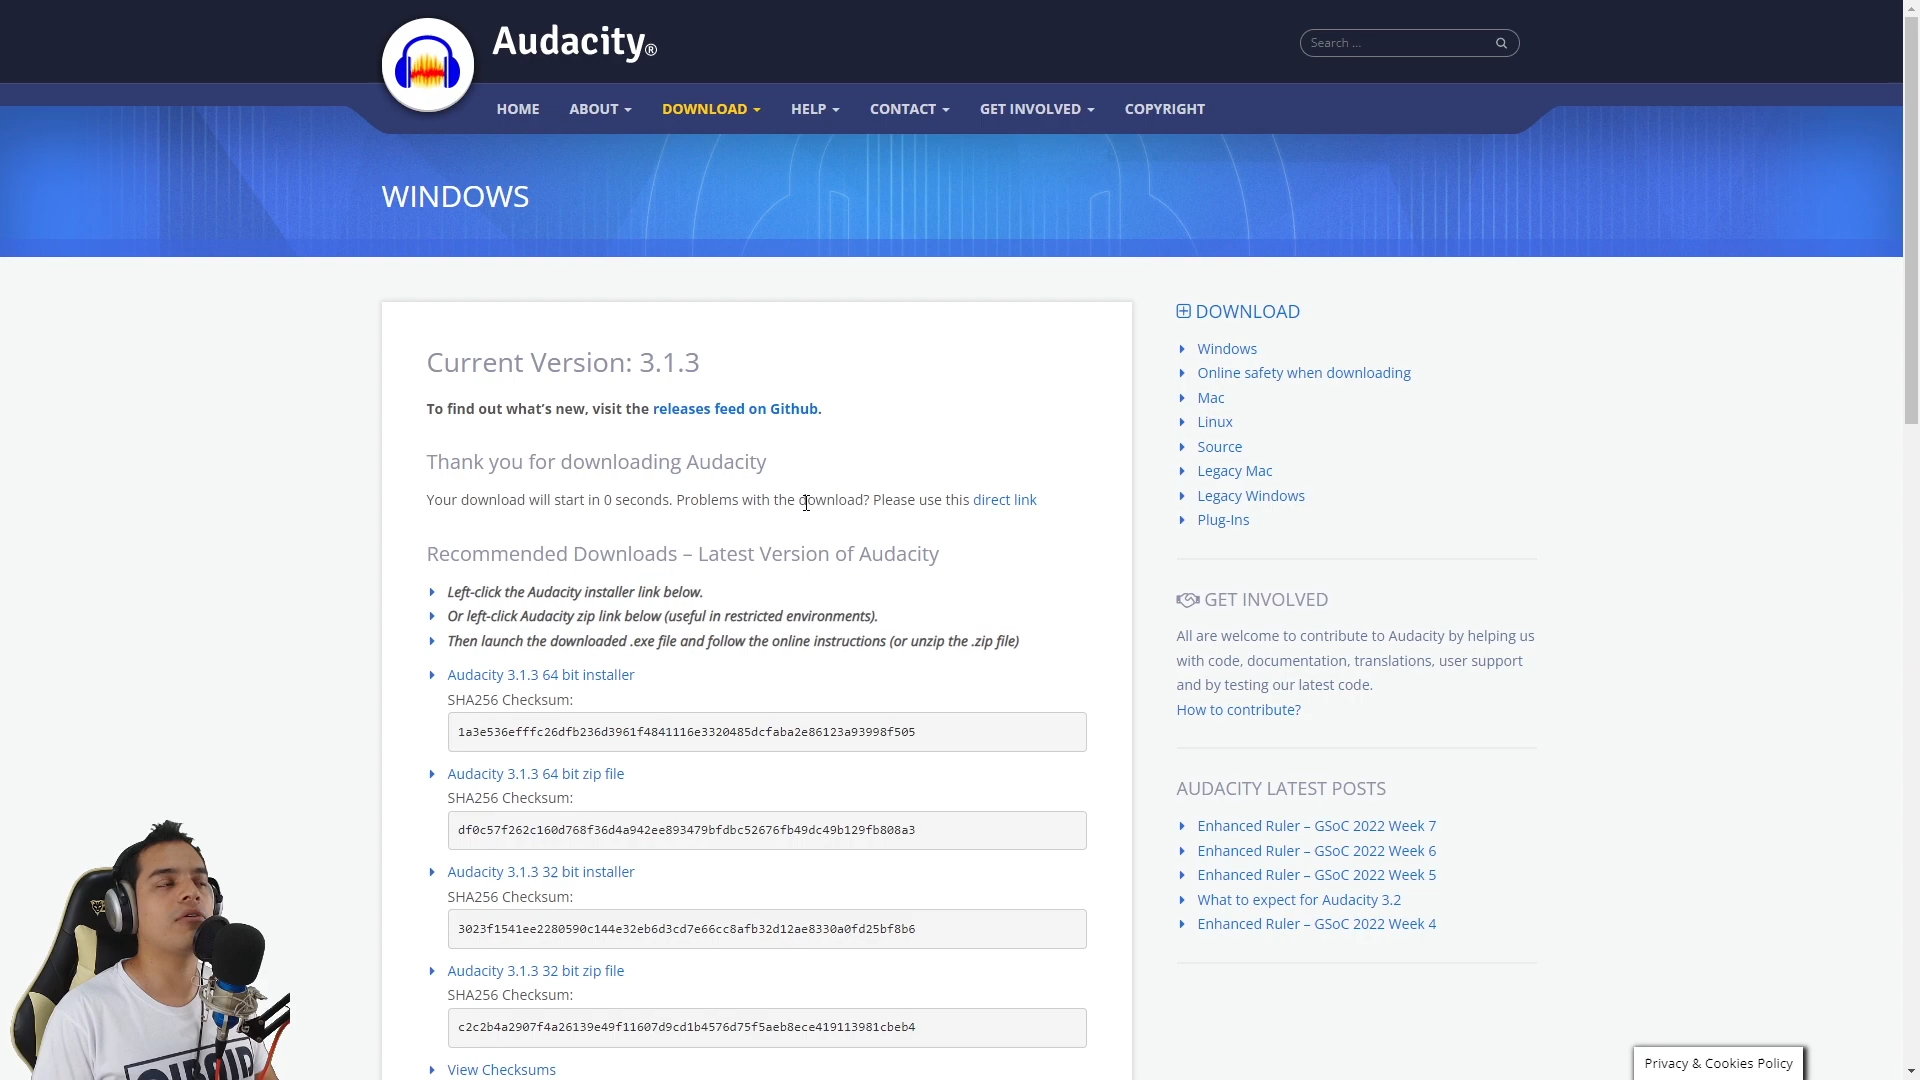 Audacity®
Search ...
HOME ABOUT DOWNLOAD HELP CONTACT GET INVOLVED COPYRIGHT
WINDOWS
Current Version: 3.1.3
To find out what's new, visit the releases feed on Github.
Thank you for downloading Audacity
Your download will start in 0 seconds. Problems with the download? Please use this direct link
Recommended Downloads – Latest Version of Audacity
Left-click the Audacity installer link below.
Or left-click Audacity zip link below (useful in restricted environments).
Then launch the downloaded .exe file and follow the online instructions (or unzip the .zip file)
Audacity 3.1.3 64 bit installer
SHA256 Checksum:
1a3e536efffc26dfb236d3961f4841116e3320485dcfaba2e86123a93998f505
Audacity 3.1.3 64 bit zip file
SHA256 Checksum:
df0c57f262c160d768f36d4a942ee893479bfdbc52676fb49dc49b129fb808a3
Audacity 3.1.3 32 bit installer
SHA256 Checksum:
3023f1541ee2280590c144e32eb6d3cd7e66cc8afb32d12ae8330a0fd25bf8b6
Audacity 3.1.3 32 bit zip file
SHA256 Checksum:
c2c2b4a2907f4a26139e49f11607d9cd1b4576d75f5aeb8ece419113981cbeb4
View Checksums
DOWNLOAD
Windows
Online safety when downloading
Mac
Linux
Source
Legacy Mac
Legacy Windows
Plug-Ins
GET INVOLVED
All are welcome to contribute to Audacity by helping us
with code, documentation, translations, user support
and by testing our latest code.
How to contribute?
AUDACITY LATEST POSTS
Enhanced Ruler – GSoC 2022 Week 7
Enhanced Ruler – GSoC 2022 Week 6
Enhanced Ruler – GSoC 2022 Week 5
What to expect for Audacity 3.2
Enhanced Ruler – GSoC 2022 Week 4
Privacy & Cookies Policy